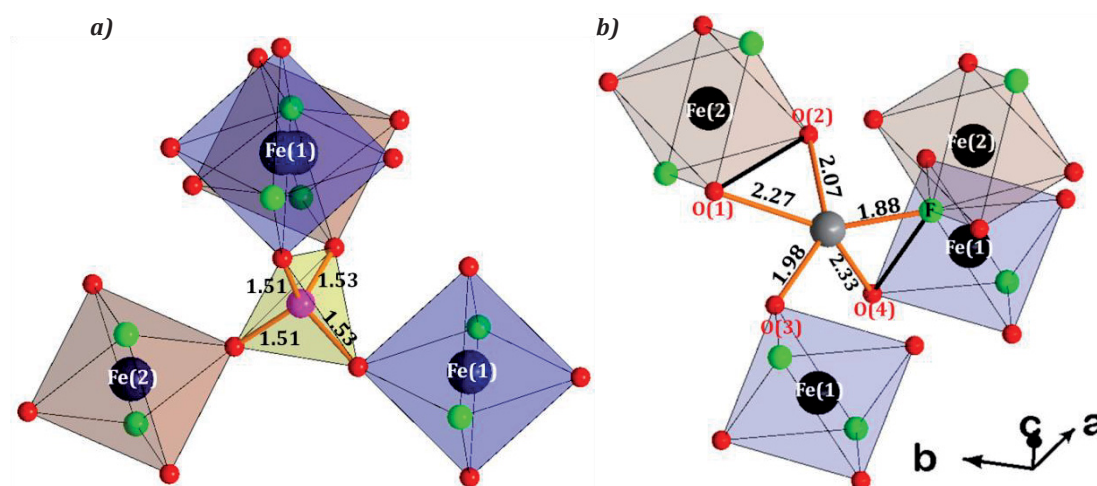 a)
Fe(1)
1.51
1.53
1.51
1.53
Fe(2)
Fe(1)
b)
Fe(2)
O(2)
Fe(2)
2.07
2.27
O(1)
1.88
F
Fe(1)
1.98
2.33
O(3)
O(4)
Fe(1)
c
a
b